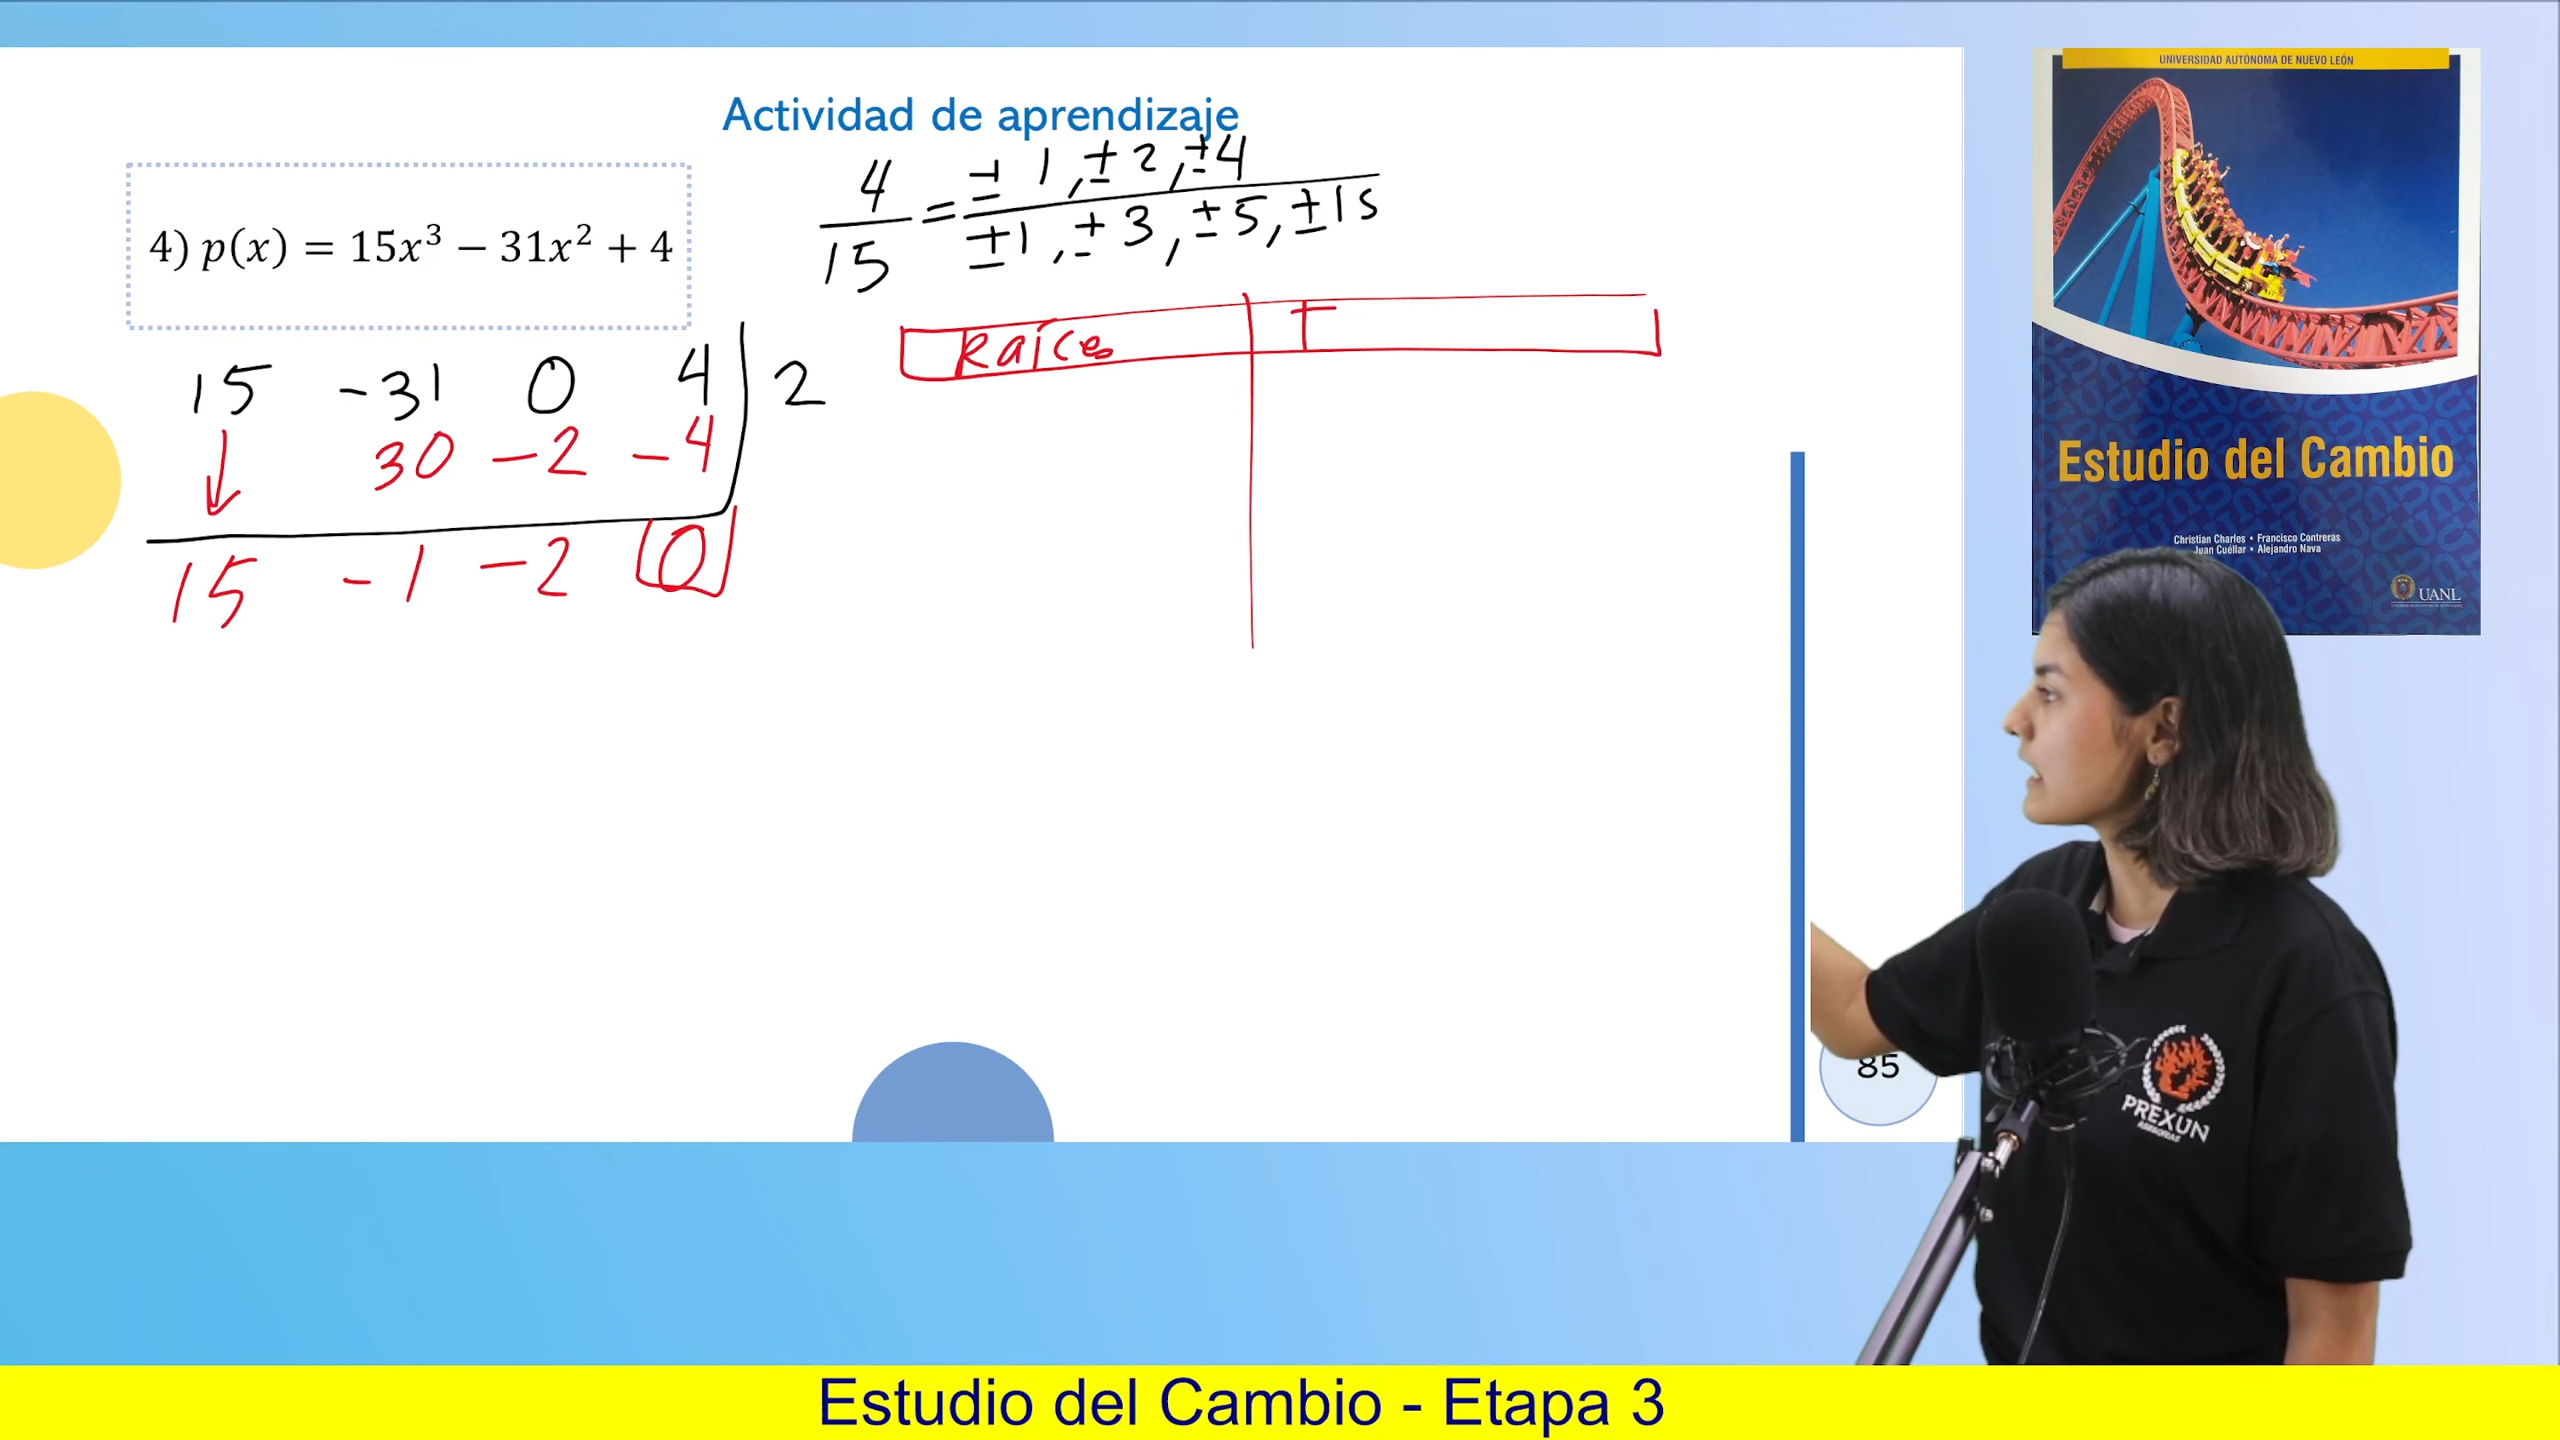 Actividad de aprendizaje
4) p(x) = 15x³ − 31x² + 4
4/15 = ± 1, ± 2, ±4 / ±1, ± 3, ± 5, ±15
15 -31 0 4 | 2
30 -2 -4
15 -1 -2 0
Raíces
85
UNIVERSIDAD AUTÓNOMA DE NUEVO LEÓN
Estudio del Cambio
Christian Charles • Francisco Contreras
Juan Cuéllar • Alejandro Nava
UANL
PREXUN
ASESORÍAS
Estudio del Cambio - Etapa 3